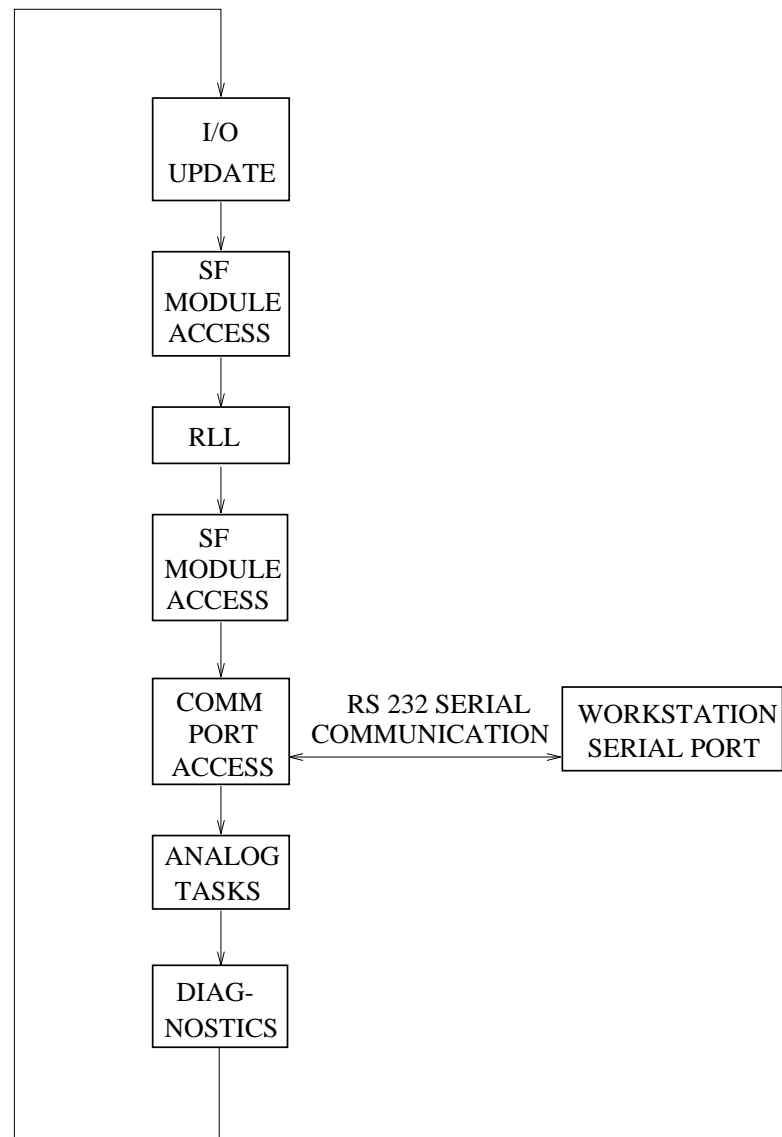 I/O
UPDATE
SF
MODULE
ACCESS
RLL
SF
MODULE
ACCESS
COMM
PORT
ACCESS
RS 232 SERIAL
COMMUNICATION
WORKSTATION
SERIAL PORT
ANALOG
TASKS
DIAG-
NOSTICS